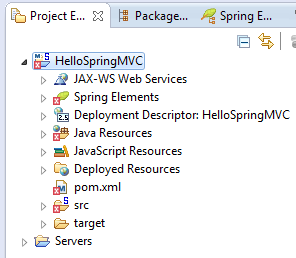 Project E...
Package...
Spring E...
HelloSpringMVC
JAX-WS Web Services
Spring Elements
Deployment Descriptor: HelloSpringMVC
Java Resources
JavaScript Resources
Deployed Resources
pom.xml
src
target
Servers